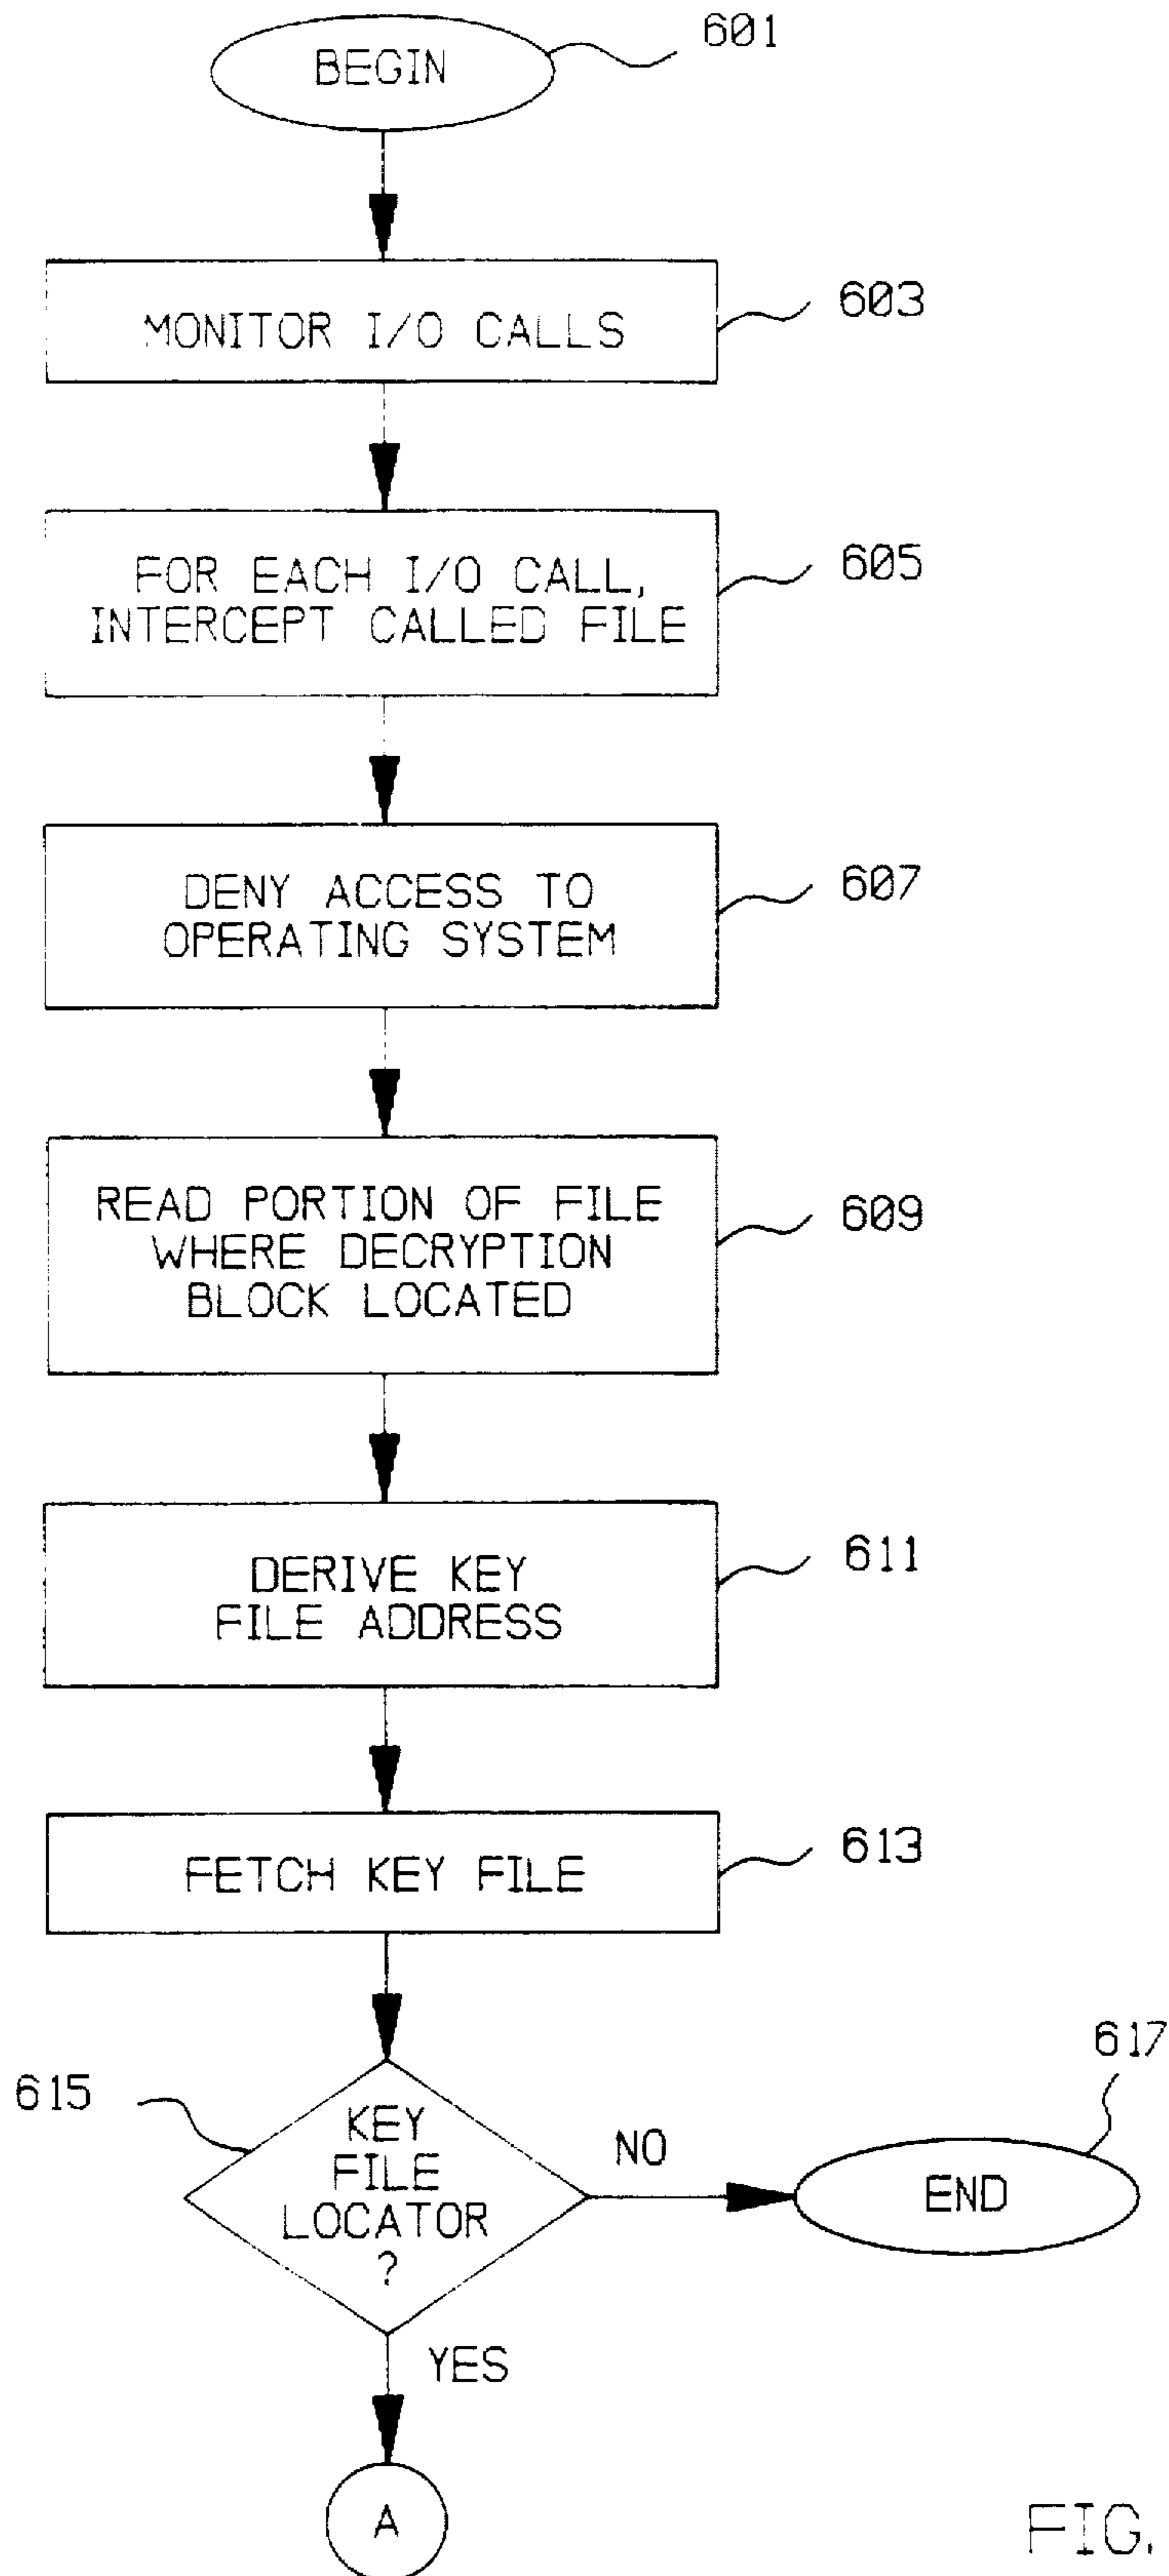 BEGIN
601
MONITOR I/O CALLS
603
FOR EACH I/O CALL,
INTERCEPT CALLED FILE
605
DENY ACCESS TO
OPERATING SYSTEM
607
READ PORTION OF FILE
WHERE DECRYPTION
BLOCK LOCATED
609
DERIVE KEY
FILE ADDRESS
611
FETCH KEY FILE
613
615
KEY
FILE
LOCATOR
?
NO
END
617
YES
A
FIG.